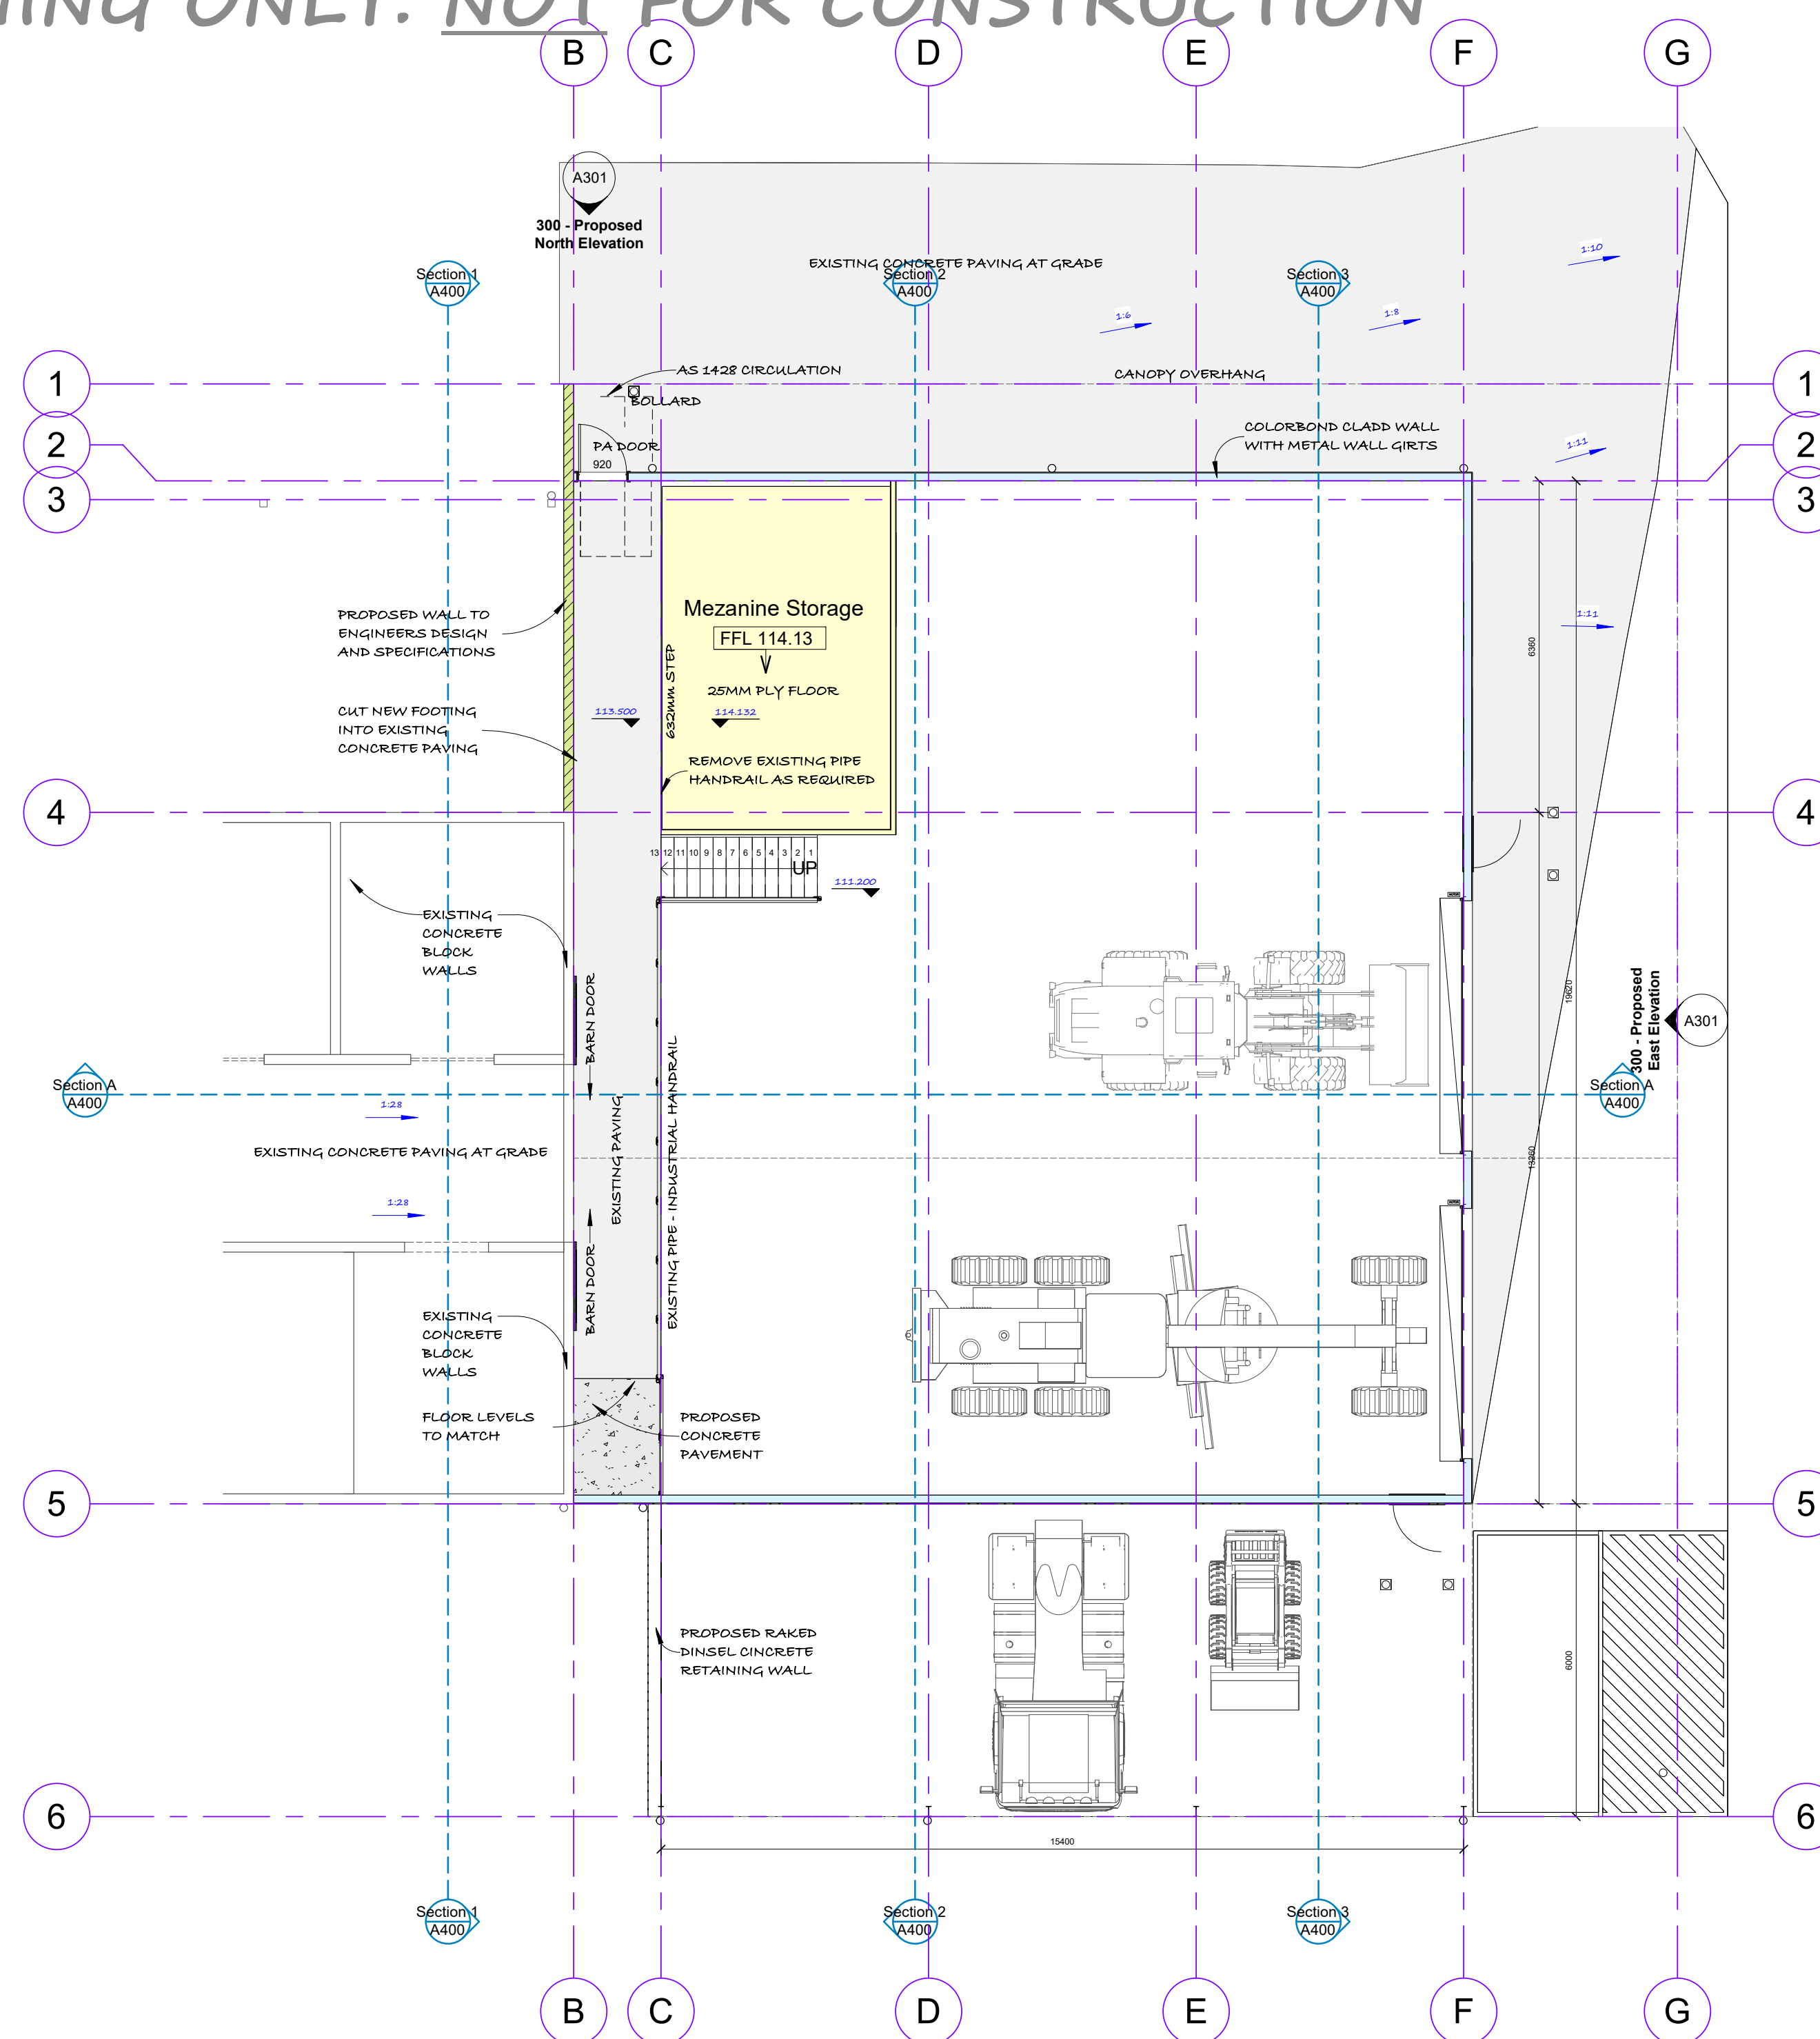 ING ONLY. NOT FOR CONSTRUCTION
B C D E F G
A301
300 - Proposed
North Elevation
Section 1
A400
Section 2
A400
Section 3
A400
EXISTING CONCRETE PAVING AT GRADE
1:10
1:6
1:8
1:11
1 1
2 2
3 3
AS 1428 CIRCULATION
BOLLARD
CANOPY OVERHANG
PA DOOR
920
COLORBOND CLADD WALL
WITH METAL WALL GIRTS
Mezanine Storage
FFL 114.13
25MM PLY FLOOR
632mm STEP
113.500
114.132
PROPOSED WALL TO
ENGINEERS DESIGN
AND SPECIFICATIONS
CUT NEW FOOTING
INTO EXISTING
CONCRETE PAVING
REMOVE EXISTING PIPE
HANDRAIL AS REQUIRED
1:11
6360
4 4
13 12 11 10 9 8 7 6 5 4 3 2 1
UP
111.200
EXISTING
CONCRETE
BLOCK
WALLS
BARN DOOR
EXISTING PIPE - INDUSTRIAL HANDRAIL
EXISTING PAVING
19620
13260
300 - Proposed
East Elevation
A301
Section A
A400
Section A
A400
1:28
EXISTING CONCRETE PAVING AT GRADE
1:28
BARN DOOR
EXISTING
CONCRETE
BLOCK
WALLS
FLOOR LEVELS
TO MATCH
PROPOSED
CONCRETE
PAVEMENT
5 5
PROPOSED RAKED
DINSEL CINCRETE
RETAINING WALL
6000
6 6
15400
Section 1
A400
Section 2
A400
Section 3
A400
B C D E F G